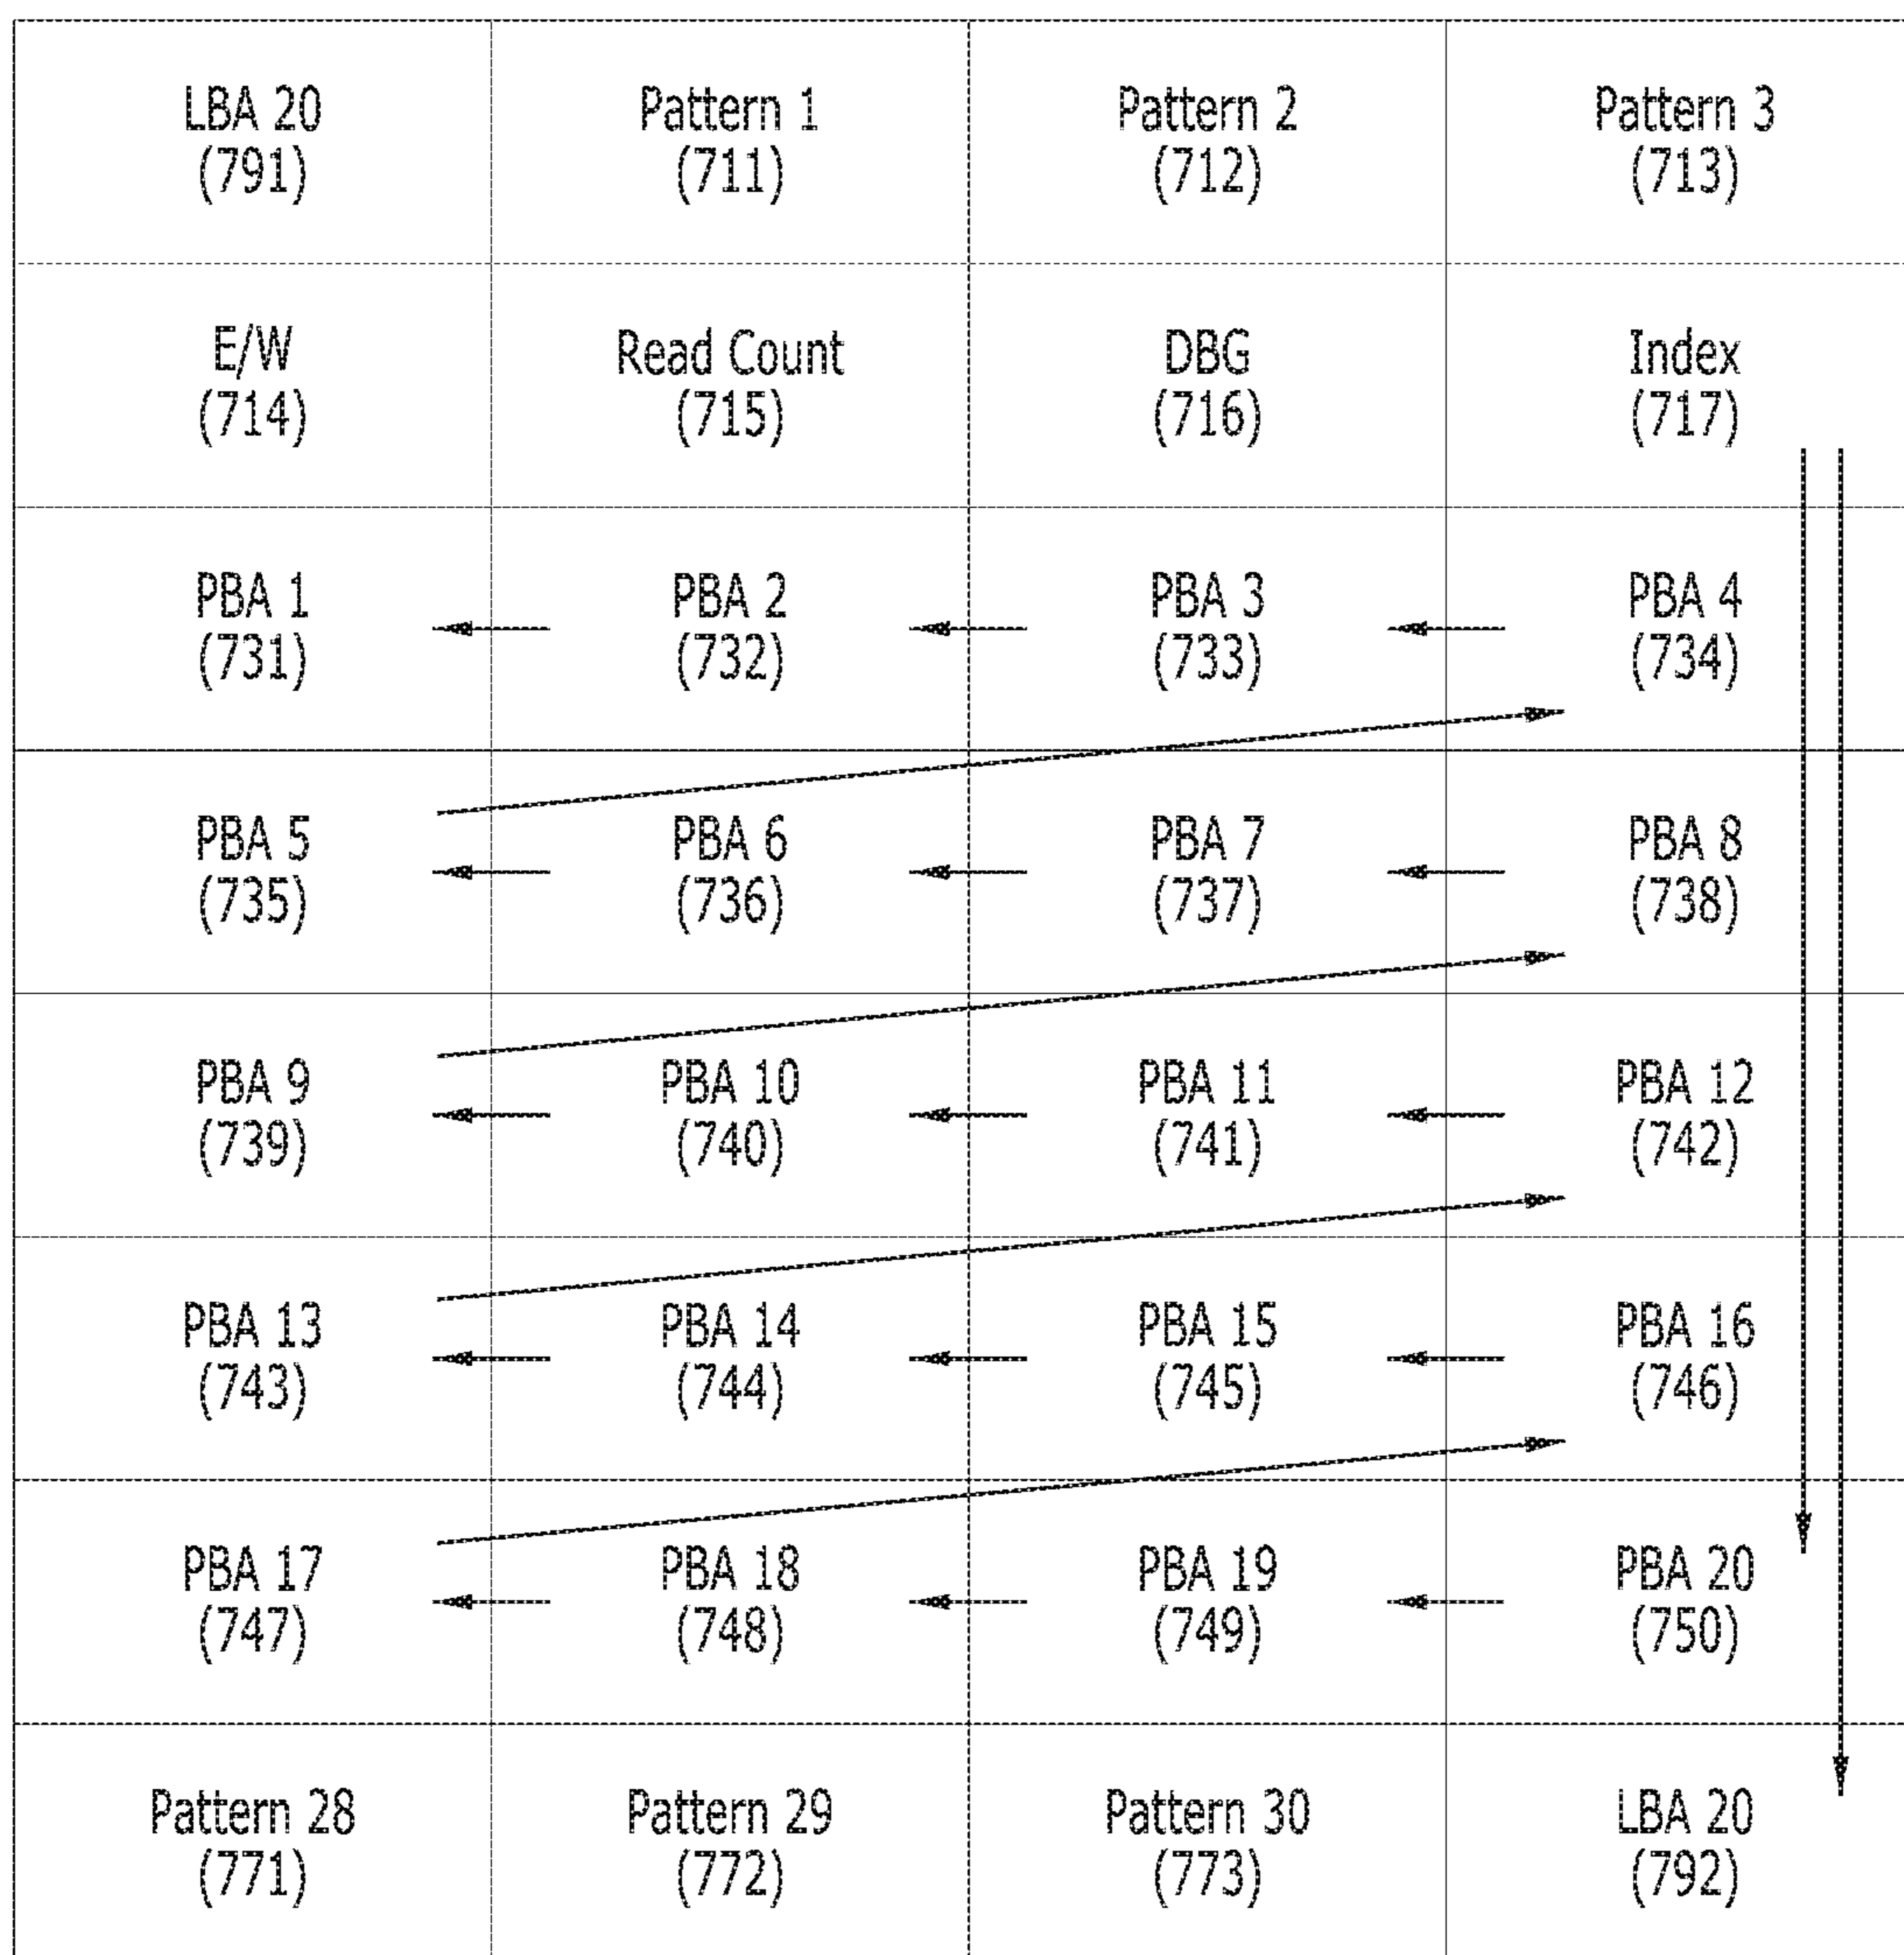 LBA 20
(791)
Pattern 1
(711)
Pattern 2
(712)
Pattern 3
(713)
E/W
(714)
Read Count
(715)
DBG
(716)
Index
(717)
PBA 1
(731)
PBA 2
(732)
PBA 3
(733)
PBA 4
(734)
PBA 5
(735)
PBA 6
(736)
PBA 7
(737)
PBA 8
(738)
PBA 9
(739)
PBA 10
(740)
PBA 11
(741)
PBA 12
(742)
PBA 13
(743)
PBA 14
(744)
PBA 15
(745)
PBA 16
(746)
PBA 17
(747)
PBA 18
(748)
PBA 19
(749)
PBA 20
(750)
Pattern 28
(771)
Pattern 29
(772)
Pattern 30
(773)
LBA 20
(792)